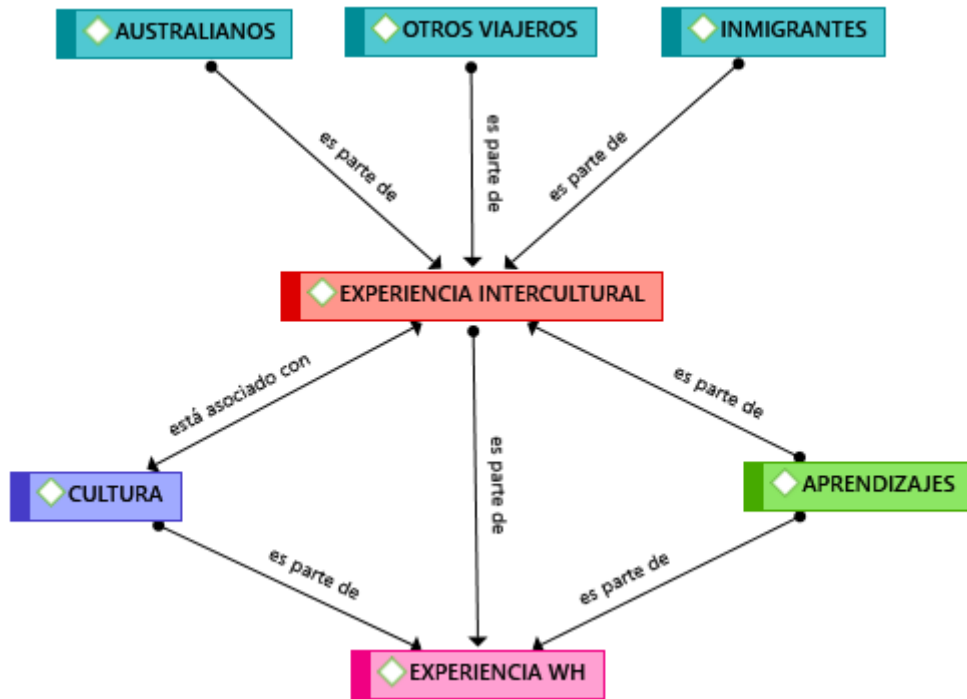 AUSTRALIANOS
OTROS VIAJEROS
INMIGRANTES
es parte de
es parte de
es parte de
EXPERIENCIA INTERCULTURAL
está asociado con
es parte de
es parte de
CULTURA
APRENDIZAJES
es parte de
es parte de
EXPERIENCIA WH